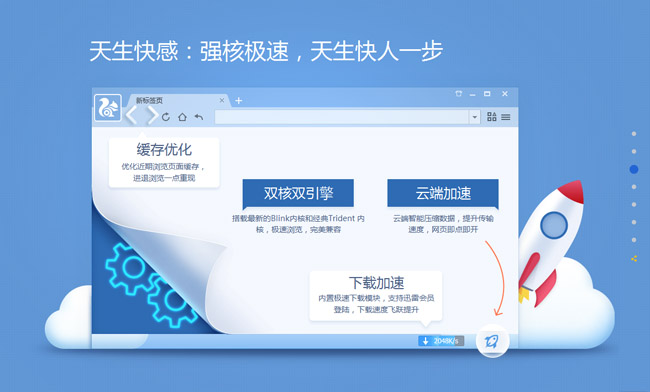 天生快感：强核极速，天生快人一步
新标签页
缓存优化
优化近期浏览页面缓存，
进退浏览一点重现
双核双引擎
搭载最新的Blink内核和经典Trident 内
核，极速浏览，完美兼容
云端加速
云端智能压缩数据，提升传输
速度，网页即点即开
下载加速
内置极速下载模块，支持迅雷会员
登陆，下载速度飞跃提升
2048K/s